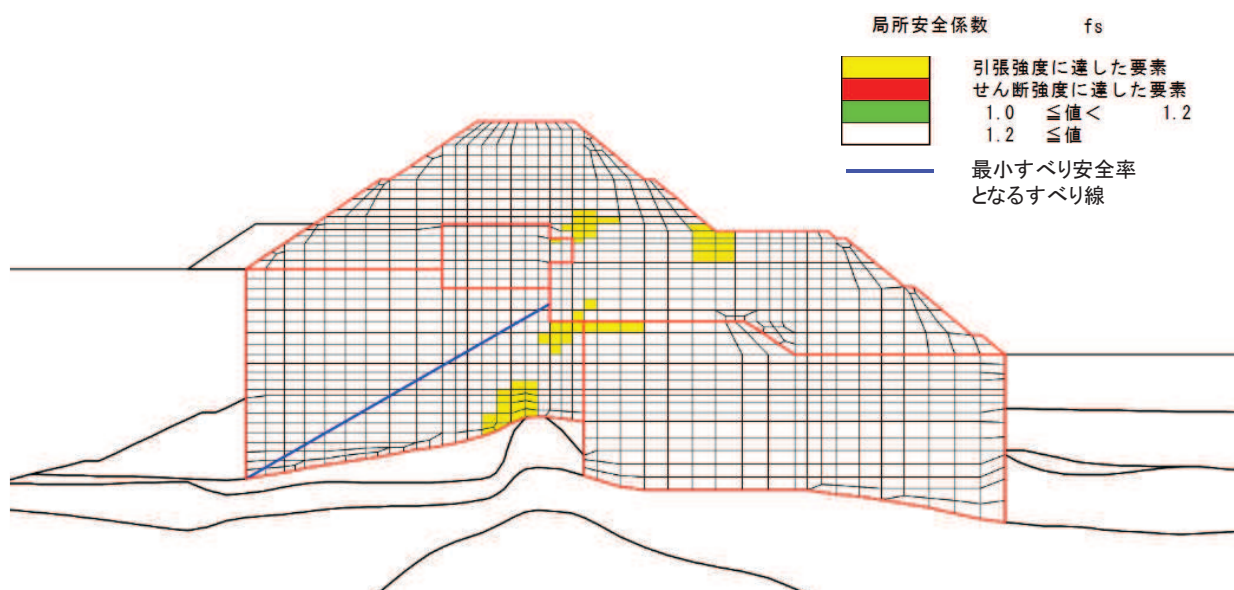 局所安全係数 fs
引張強度に達した要素
せん断強度に達した要素
1.0 ≦値< 1.2
1.2 ≦値
最小すべり安全率
となるすべり線